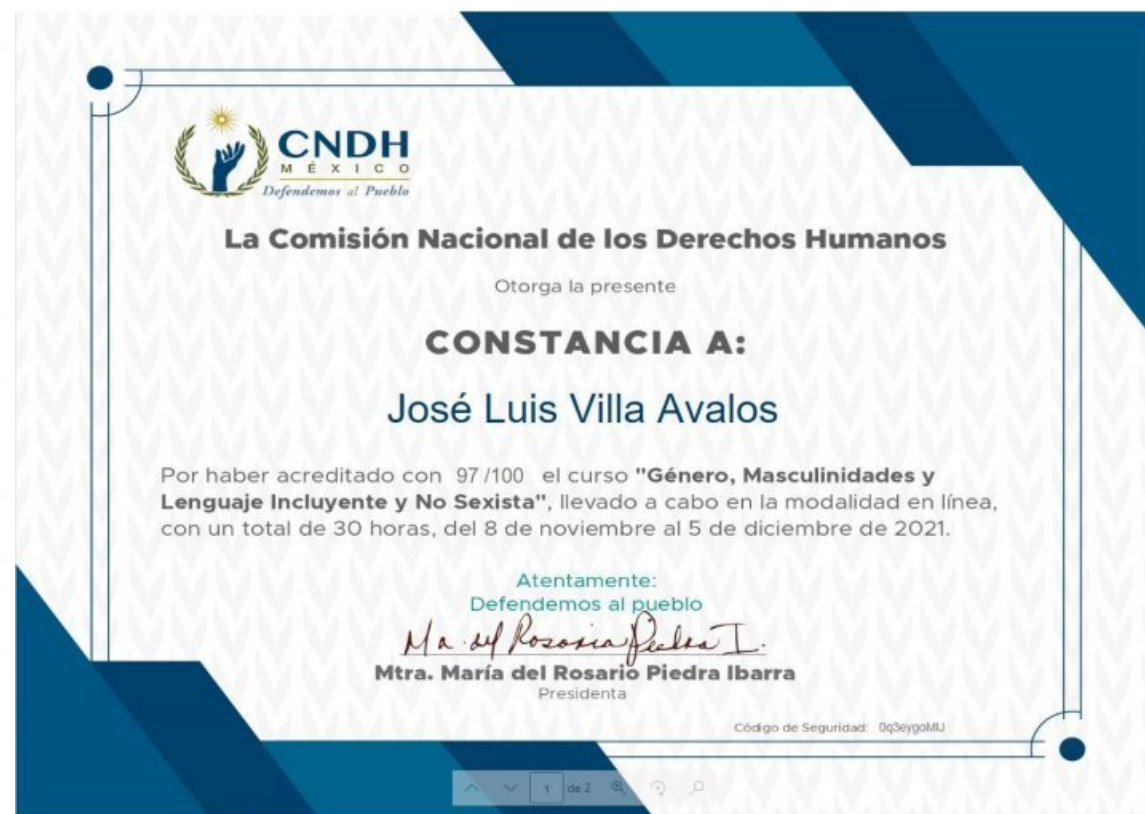 CNDH
MÉXICO
Defendemos al Pueblo
La Comisión Nacional de los Derechos Humanos
Otorga la presente
CONSTANCIA A:
José Luis Villa Avalos
Por haber acreditado con 97/100 el curso "Género, Masculinidades y
Lenguaje Incluyente y No Sexista", llevado a cabo en la modalidad en línea,
con un total de 30 horas, del 8 de noviembre al 5 de diciembre de 2021.
Atentamente:
Defendemos al pueblo
Ma. del Rosario Piedra I.
Mtra. María del Rosario Piedra Ibarra
Presidenta
Código de Seguridad: 0q3eygoMIJ
1 de 2